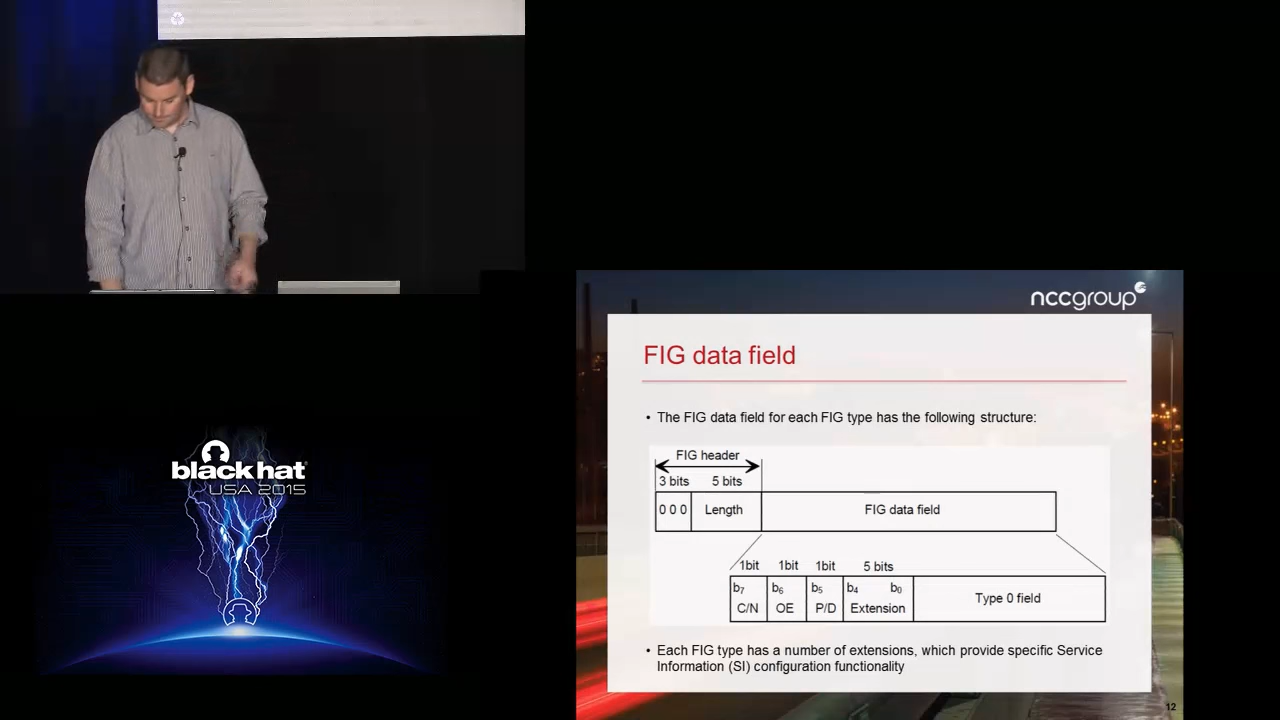 nccgroup
FIG data field
• The FIG data field for each FIG type has the following structure:
FIG header
3 bits 5 bits
0 0 0 Length FIG data field
1bit 1bit 1bit 5 bits
b7 b6 b5 b4 b0
C/N OE P/D Extension Type 0 field
• Each FIG type has a number of extensions, which provide specific Service
Information (SI) configuration functionality
12
black hat
USA 2015